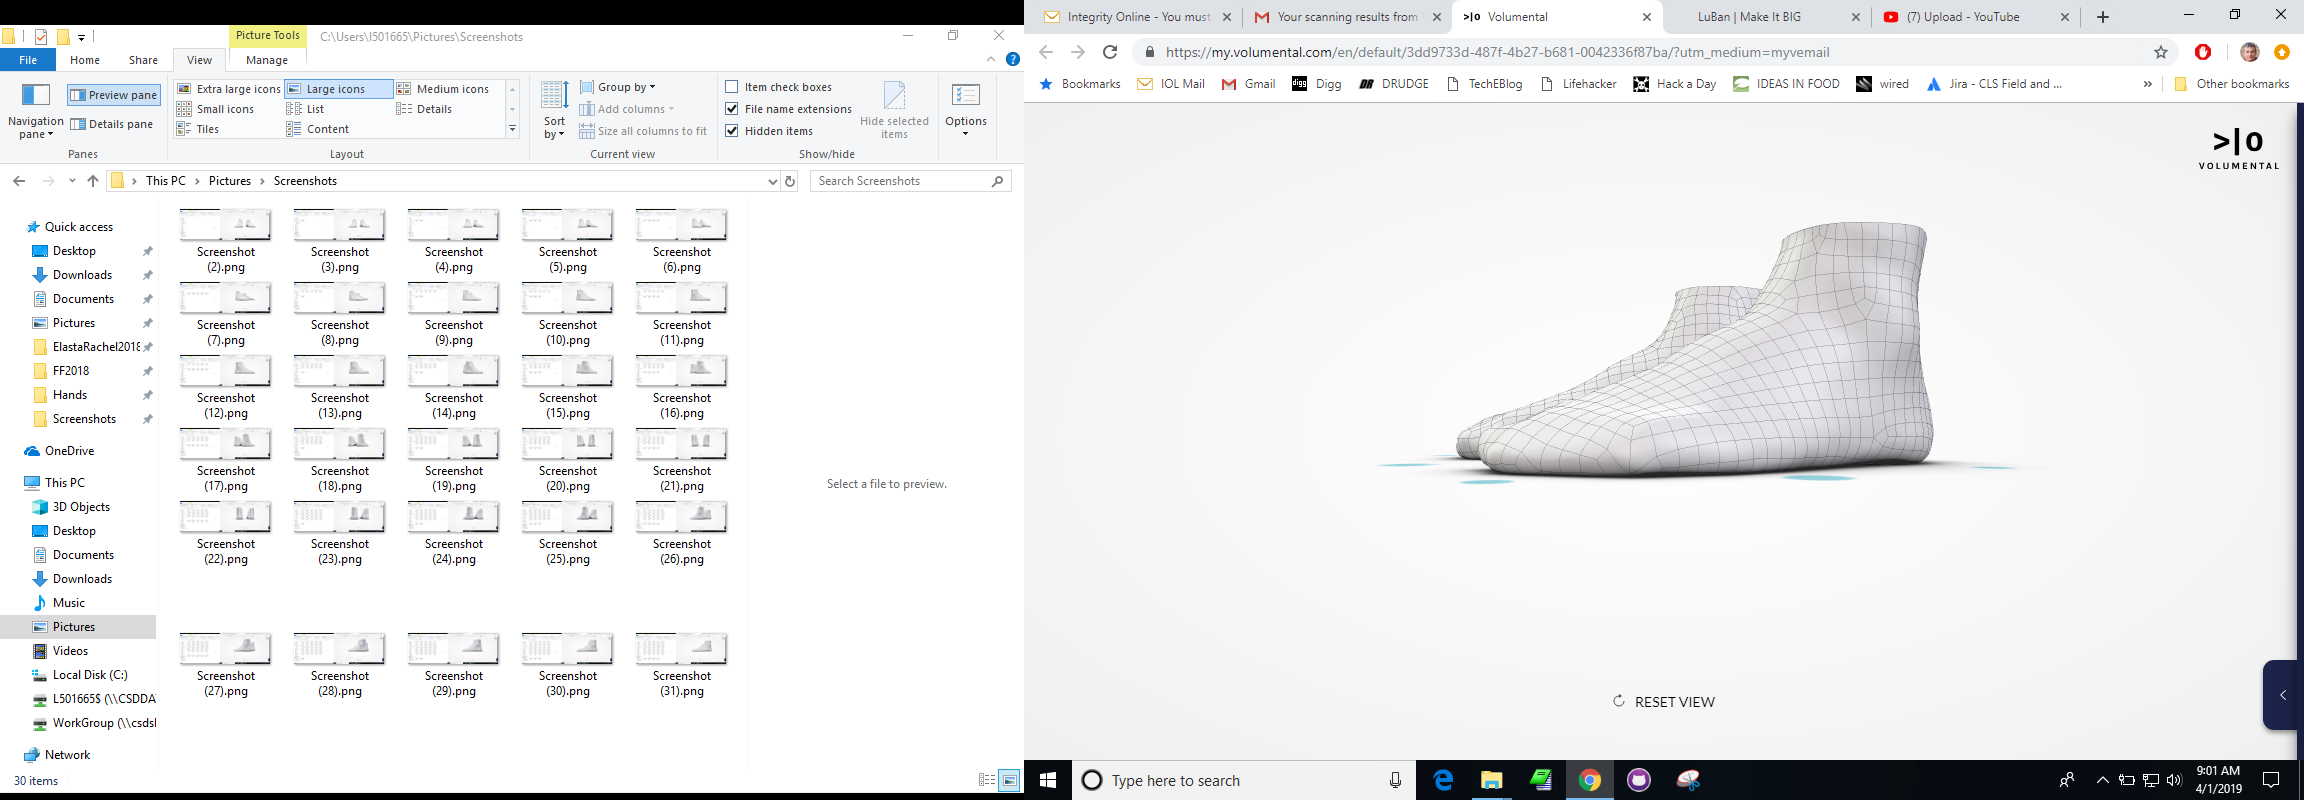 Picture Tools
C:\Users\I501665\Pictures\Screenshots
File
Home
Share
View
Manage
Navigation pane
Preview pane
Details pane
Panes
Extra large icons
Large icons
Medium icons
Small icons
List
Details
Tiles
Content
Layout
Sort by
Group by
Add columns
Size all columns to fit
Current view
Item check boxes
File name extensions
Hidden items
Hide selected items
Show/hide
Options
This PC
Pictures
Screenshots
Search Screenshots
Quick access
Desktop
Downloads
Documents
Pictures
ElastaRachel2018
FF2018
Hands
Screenshots
OneDrive
This PC
3D Objects
Desktop
Documents
Downloads
Music
Pictures
Videos
Local Disk (C:)
L501665$ (\\CSDDA
WorkGroup (\\csdsl
Network
Screenshot (2).png
Screenshot (3).png
Screenshot (4).png
Screenshot (5).png
Screenshot (6).png
Screenshot (7).png
Screenshot (8).png
Screenshot (9).png
Screenshot (10).png
Screenshot (11).png
Screenshot (12).png
Screenshot (13).png
Screenshot (14).png
Screenshot (15).png
Screenshot (16).png
Screenshot (17).png
Screenshot (18).png
Screenshot (19).png
Screenshot (20).png
Screenshot (21).png
Screenshot (22).png
Screenshot (23).png
Screenshot (24).png
Screenshot (25).png
Screenshot (26).png
Screenshot (27).png
Screenshot (28).png
Screenshot (29).png
Screenshot (30).png
Screenshot (31).png
Select a file to preview.
30 items
Integrity Online - You must
Your scanning results from
>|o Volumental
LuBan | Make It BIG
(7) Upload - YouTube
https://my.volumental.com/en/default/3dd9733d-487f-4b27-b681-0042336f87ba/?utm_medium=myvemail
Bookmarks
IOL Mail
Gmail
digg Digg
DR DRUDGE
TechEBlog
Lifehacker
Hack a Day
IDEAS IN FOOD
wired
Jira - CLS Field and ...
»
Other bookmarks
>|o
VOLUMENTAL
RESET VIEW
Type here to search
9:01 AM
4/1/2019